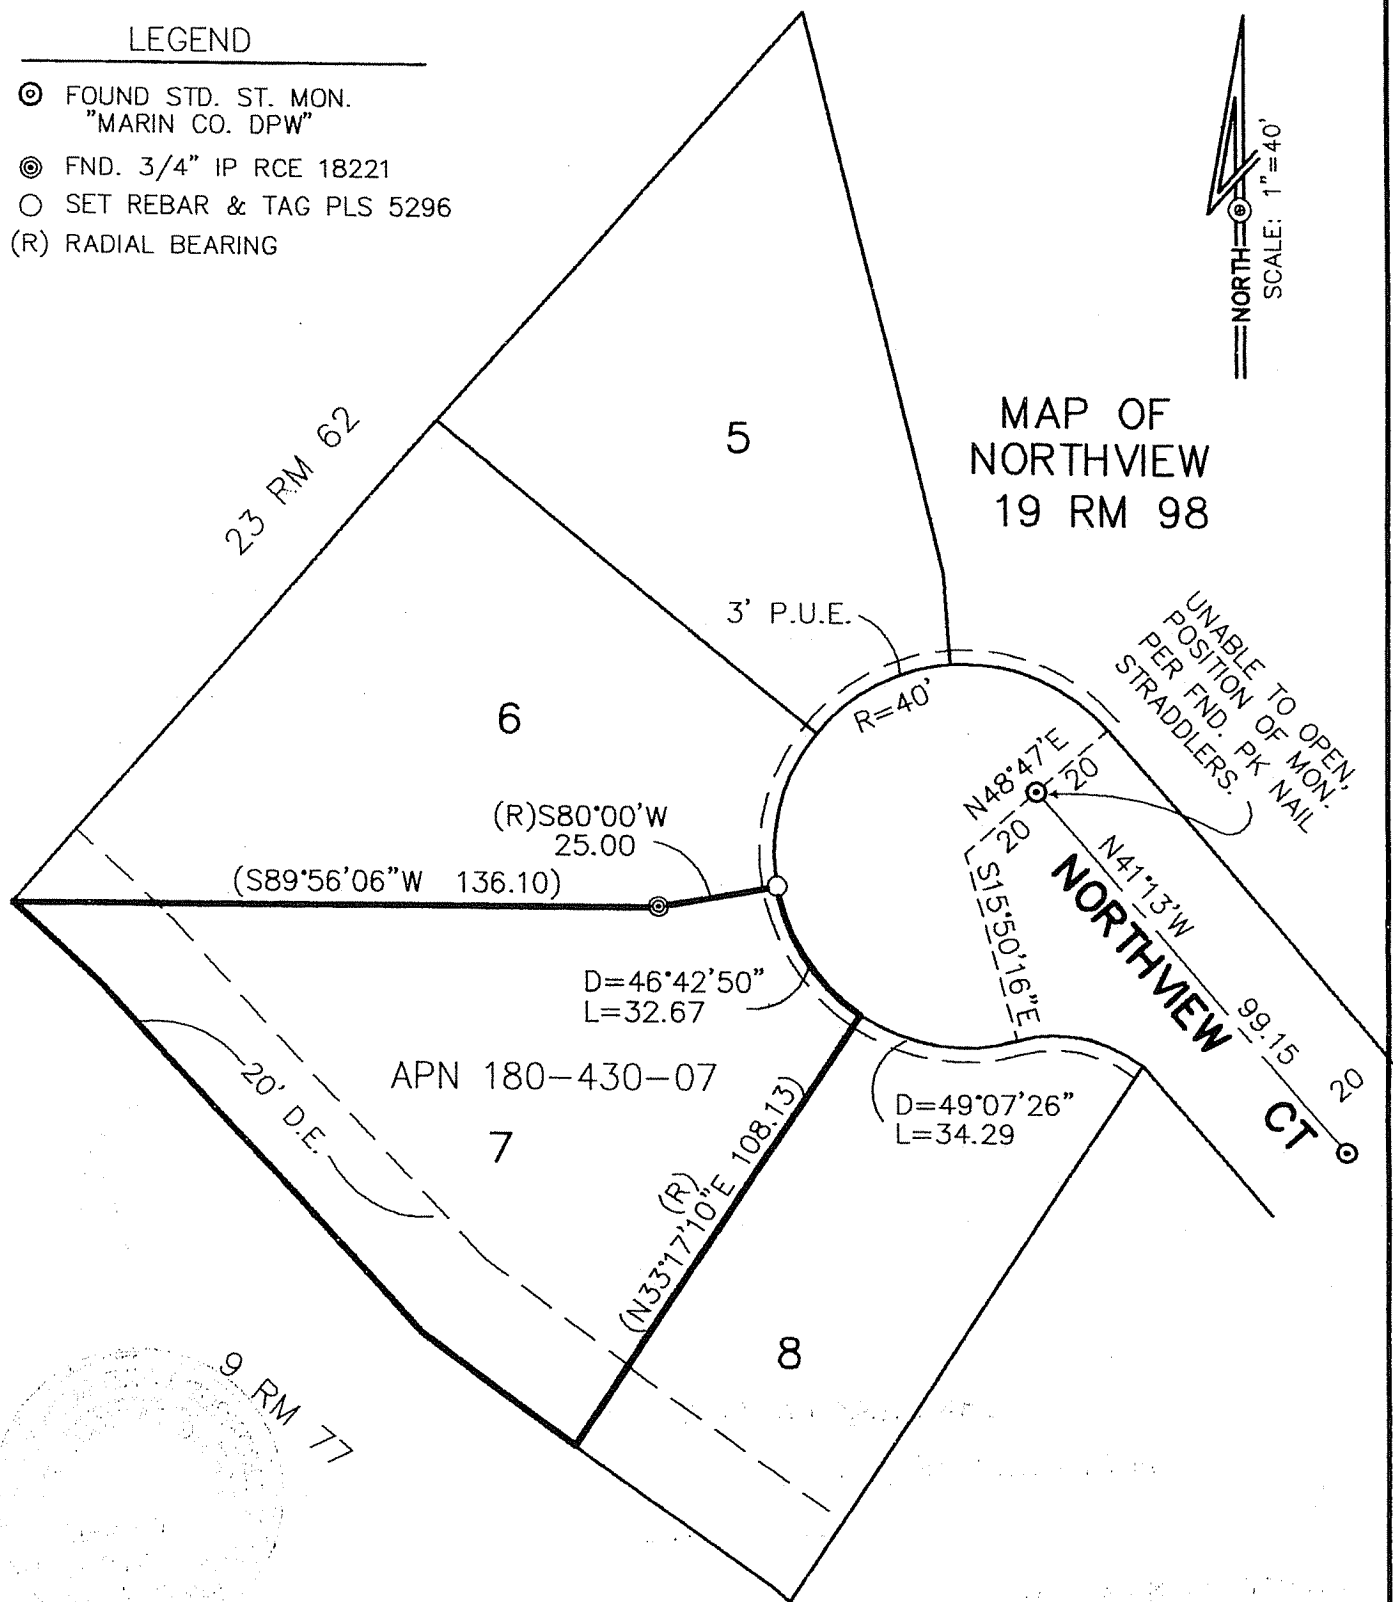 LEGEND
FOUND STD. ST. MON.
"MARIN CO. DPW"
FND. 3/4" IP RCE 18221
SET REBAR & TAG PLS 5296
(R) RADIAL BEARING
NORTH
SCALE: 1"=40'
MAP OF
NORTHVIEW
19 RM 98
23 RM 62
5
3' P.U.E.
R=40'
UNABLE TO OPEN,
POSITION OF MON.
PER FND. PK NAIL
STRADDLERS.
6
N48°47'E
20
20
(R)S80°00'W
25.00
(S89°56'06"W 136.10)
S15°50'16"E
N41°13'W
99.15
20
NORTHVIEW CT
D=46°42'50"
L=32.67
20' D.E.
APN 180-430-07
7
(R)
(N33°17'10"E 108.13)
D=49°07'26"
L=34.29
8
9 RM 77